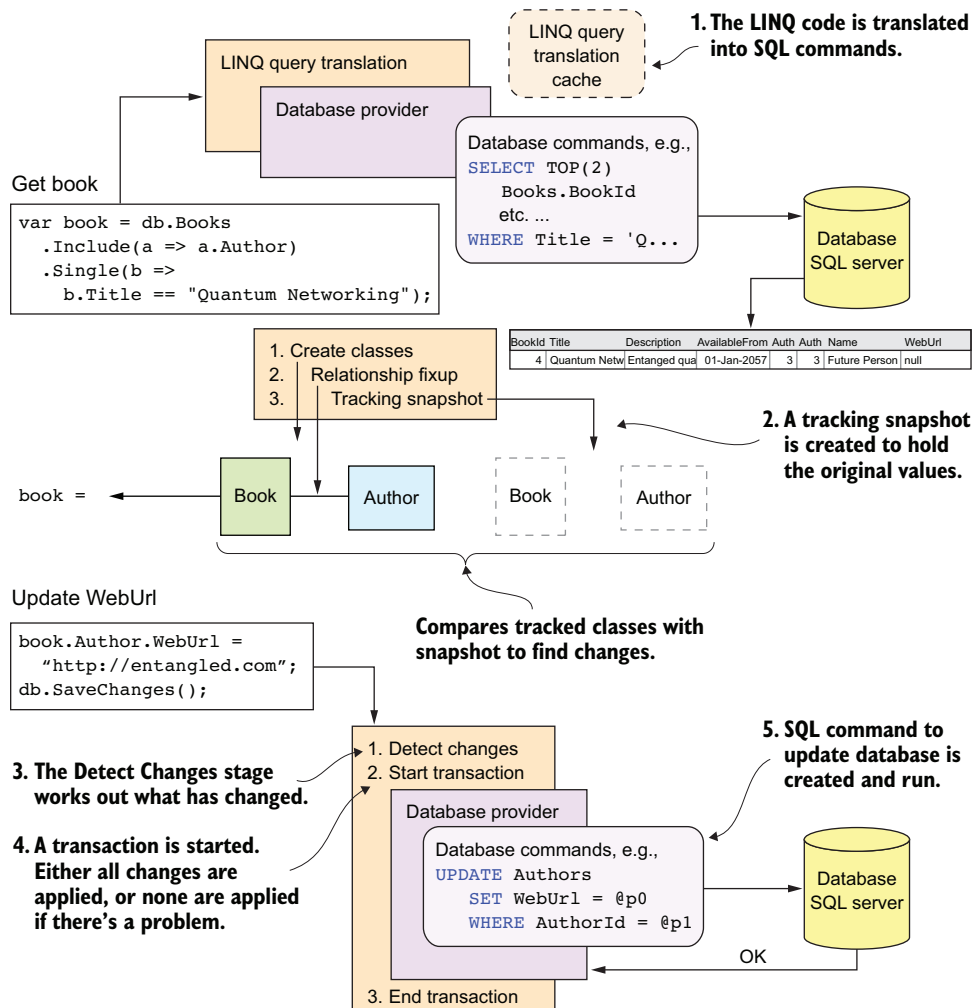 1. The LINQ code is translated
into SQL commands.
LINQ query
translation
cache
LINQ query translation
Database provider
Database commands, e.g.,
SELECT TOP(2)
Books.BookId
etc. ...
WHERE Title = 'Q...
Database
SQL server
Get book
var book = db.Books
.Include(a => a.Author)
.Single(b =>
b.Title == "Quantum Networking");
BookId Title Description AvailableFrom Auth Auth Name WebUrl
4 Quantum Netw Entanged qua 01-Jan-2057 3 3 Future Person null
1. Create classes
2. Relationship fixup
3. Tracking snapshot
2. A tracking snapshot
is created to hold
the original values.
book =
Book
Author
Book
Author
Compares tracked classes with
snapshot to find changes.
Update WebUrl
book.Author.WebUrl =
“http://entangled.com”;
db.SaveChanges();
3. The Detect Changes stage
works out what has changed.
4. A transaction is started.
Either all changes are
applied, or none are applied
if there’s a problem.
1. Detect changes
2. Start transaction
Database provider
Database commands, e.g.,
UPDATE Authors
SET WebUrl = @p0
WHERE AuthorId = @p1
3. End transaction
5. SQL command to
update database is
created and run.
Database
SQL server
OK